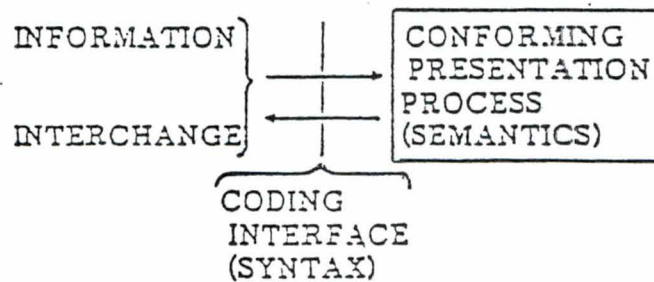 INFORMATION
INTERCHANGE
CONFORMING
PRESENTATION
PROCESS
(SEMANTICS)
CODING
INTERFACE
(SYNTAX)